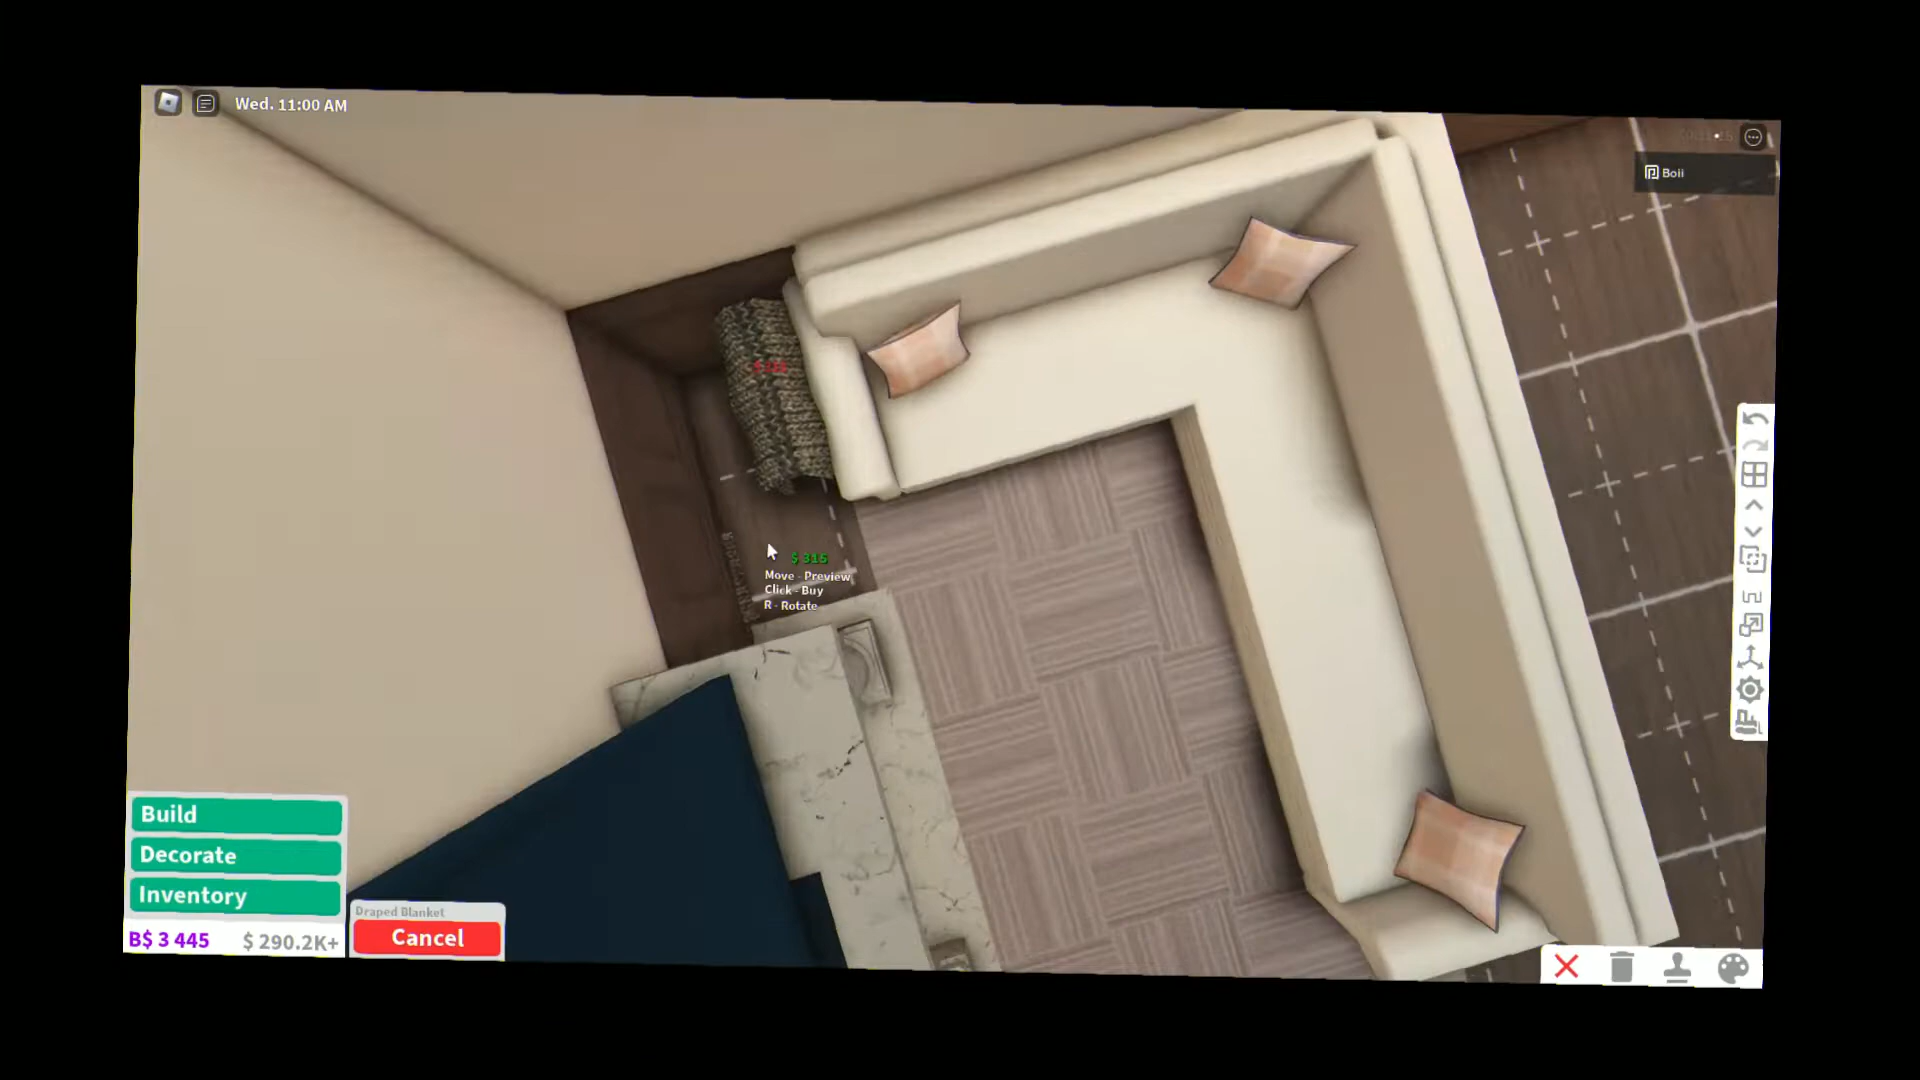 Wed. 11:00 AM
Boii
$ 315
Move - Preview
Click - Buy
R - Rotate
Build
Decorate
Inventory
B$ 3 445
$ 290.2K+
Draped Blanket
Cancel